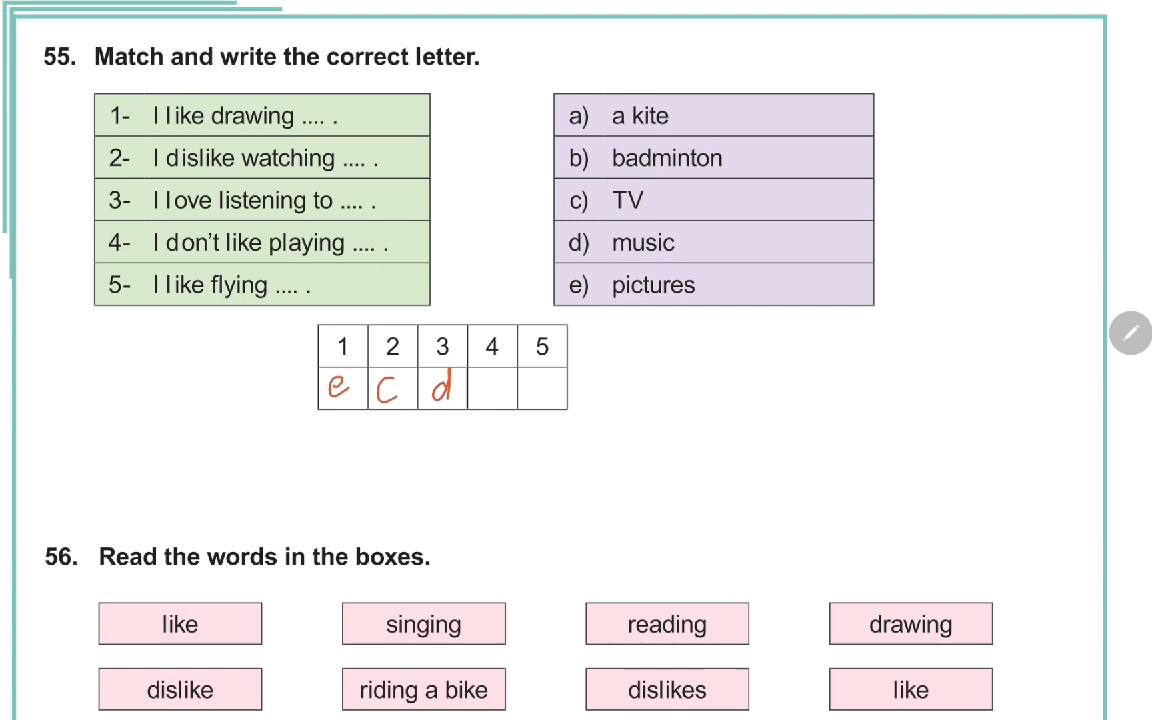 55. Match and write the correct letter.
1- I like drawing .... .
2- I dislike watching .... .
3- I love listening to .... .
4- I don't like playing .... .
5- I like flying .... .
a) a kite
b) badminton
c) TV
d) music
e) pictures
1 2 3 4 5
e c d
56. Read the words in the boxes.
like singing reading drawing
dislike riding a bike dislikes like